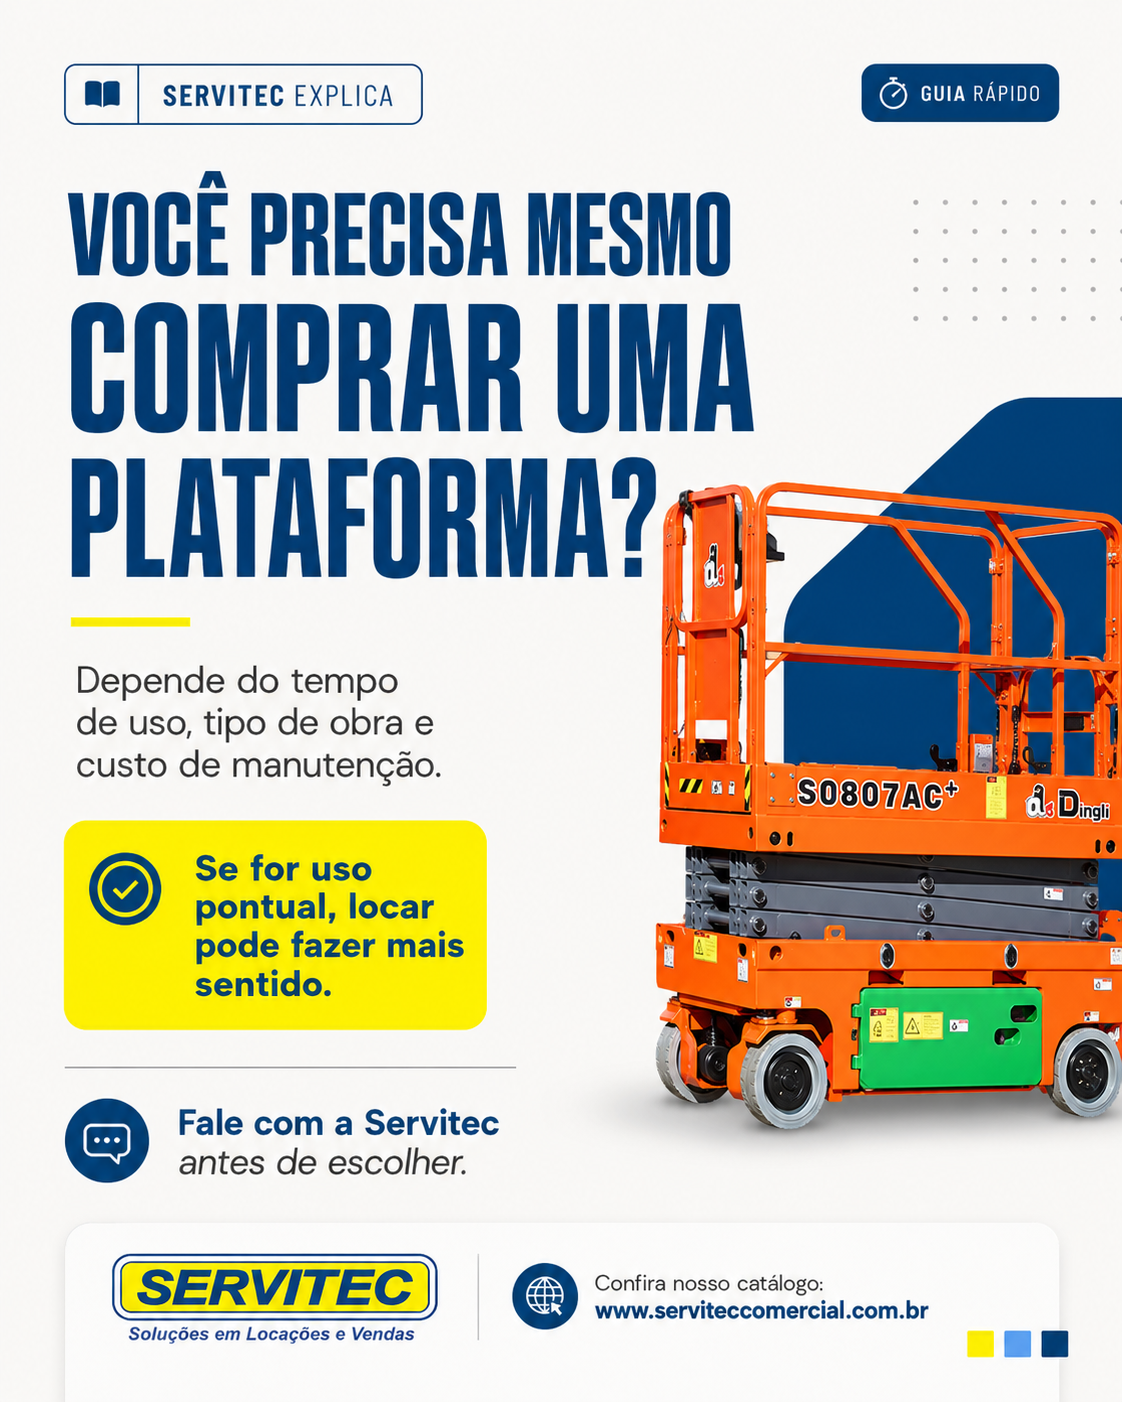 SERVITEC EXPLICA
GUIA RÁPIDO
VOCÊ PRECISA MESMO
COMPRAR UMA
PLATAFORMA?
Depende do tempo
de uso, tipo de obra e
custo de manutenção.
Se for uso
pontual, locar
pode fazer mais
sentido.
S0807AC+
Dingli
Fale com a Servitec
antes de escolher.
SERVITEC
Soluções em Locações e Vendas
Confira nosso catálogo:
www.serviteccomercial.com.br